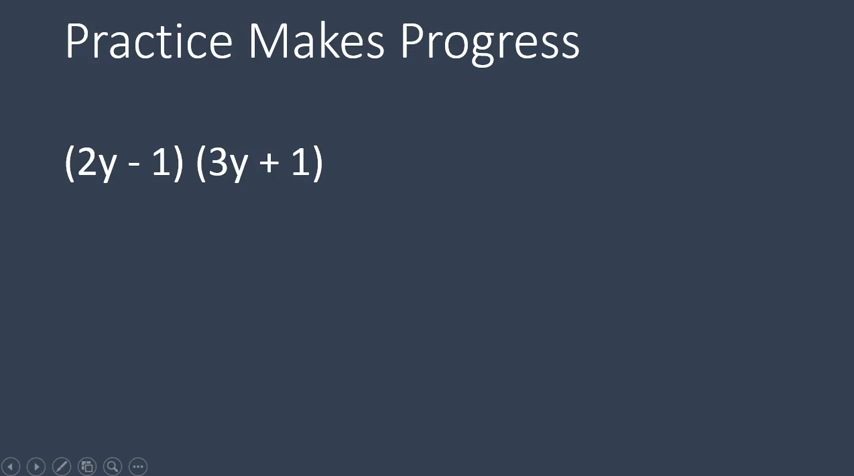 Practice Makes Progress
(2y - 1) (3y + 1)